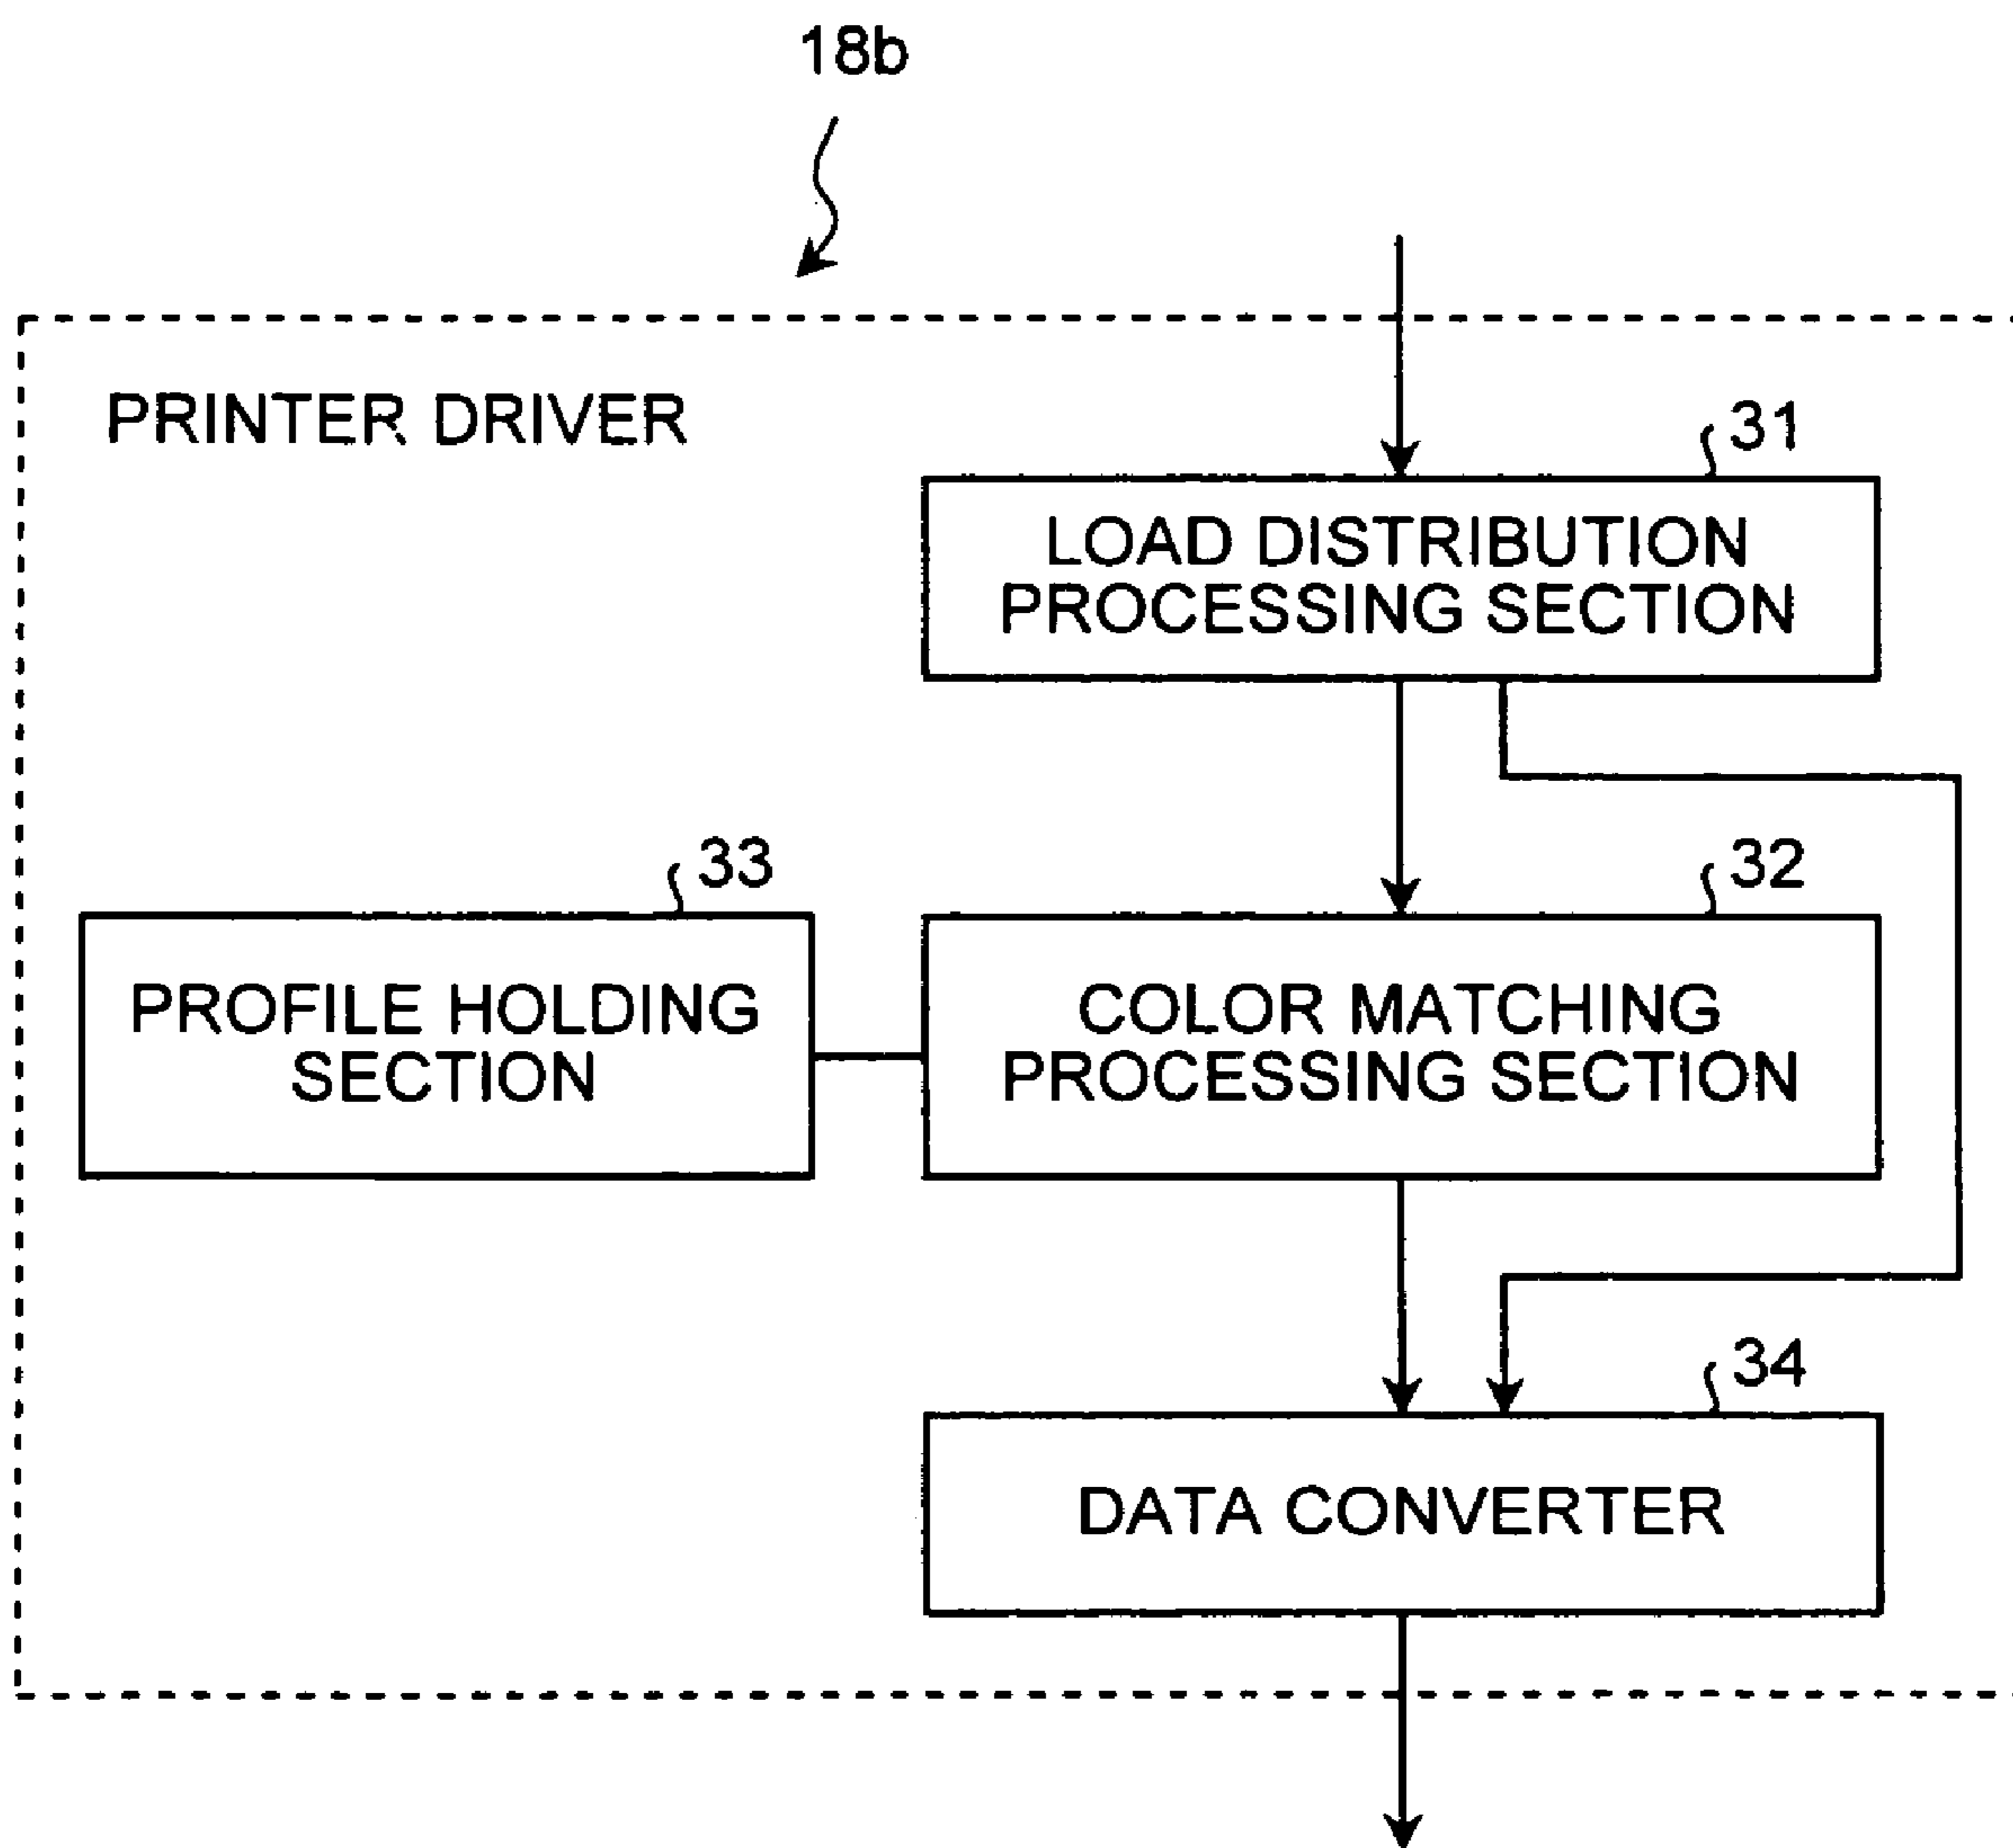 18b
PRINTER DRIVER
31
LOAD DISTRIBUTION
PROCESSING SECTION
33
32
PROFILE HOLDING
SECTION
COLOR MATCHING
PROCESSING SECTION
34
DATA CONVERTER